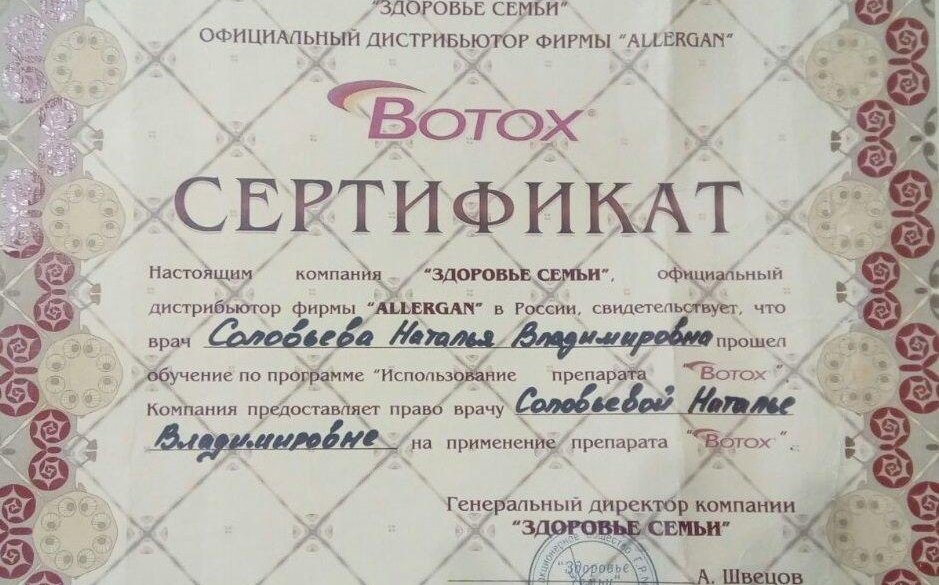 "ЗДОРОВЬЕ СЕМЬИ"
ОФИЦИАЛЬНЫЙ ДИСТРИБЬЮТОР ФИРМЫ "ALLERGAN"
BOTOX®
СЕРТИФИКАТ
Настоящим компания "ЗДОРОВЬЕ СЕМЬИ", официальный
дистрибьютор фирмы "ALLERGAN" в России, свидетельствует, что
врач Соловьева Наталья Владимировна прошел
обучение по программе "Использование препарата "BOTOX"
Компания предоставляет право врачу Соловьевой Наталье
Владимировне на применение препарата "BOTOX".
Генеральный директор компании
"ЗДОРОВЬЕ СЕМЬИ"
"Здоровье
семьи"
А. Швецов